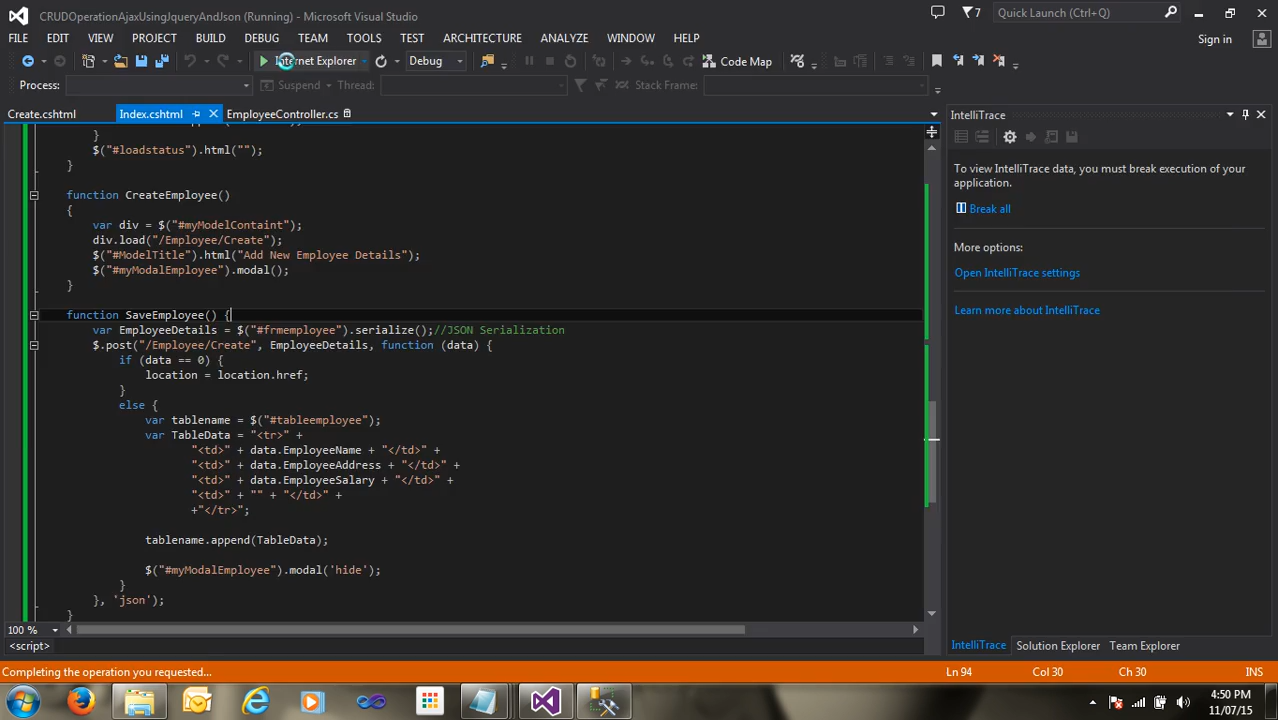 CRUDOperationAjaxUsingJqueryAndJson (Running) - Microsoft Visual Studio
7
Quick Launch (Ctrl+Q)
FILE EDIT VIEW PROJECT BUILD DEBUG TEAM TOOLS TEST ARCHITECTURE ANALYZE WINDOW HELP
Sign in
Internet Explorer Debug Code Map
Process: Suspend Thread: Stack Frame:
Create.cshtml Index.cshtml EmployeeController.cs
IntelliTrace
}
$("#loadstatus").html("");
}
function CreateEmployee()
{
var div = $("#myModelContaint");
div.load("/Employee/Create");
$("#ModelTitle").html("Add New Employee Details");
$("#myModalEmployee").modal();
}
function SaveEmployee() {
var EmployeeDetails = $("#frmemployee").serialize();//JSON Serialization
$.post("/Employee/Create", EmployeeDetails, function (data) {
if (data == 0) {
location = location.href;
}
else {
var tablename = $("#tableemployee");
var TableData = "<tr>" +
"<td>" + data.EmployeeName + "</td>" +
"<td>" + data.EmployeeAddress + "</td>" +
"<td>" + data.EmployeeSalary + "</td>" +
"<td>" + "" + "</td>" +
+"</tr>";
tablename.append(TableData);
$("#myModalEmployee").modal('hide');
}
}, 'json');
}
100 %
<script>
To view IntelliTrace data, you must break execution of your
application.
Break all
More options:
Open IntelliTrace settings
Learn more about IntelliTrace
IntelliTrace Solution Explorer Team Explorer
Completing the operation you requested...
Ln 94 Col 30 Ch 30 INS
4:50 PM
11/07/15